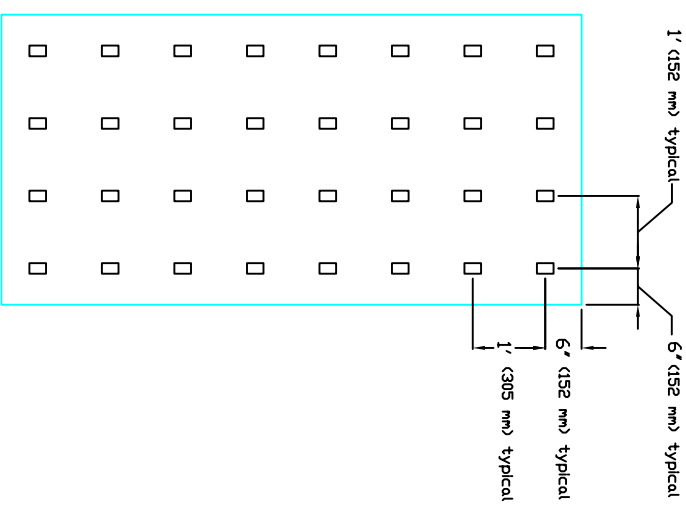 1' (152 mm) typical
6" (152 mm) typical
6" (152 mm) typical
1' (305 mm) typical